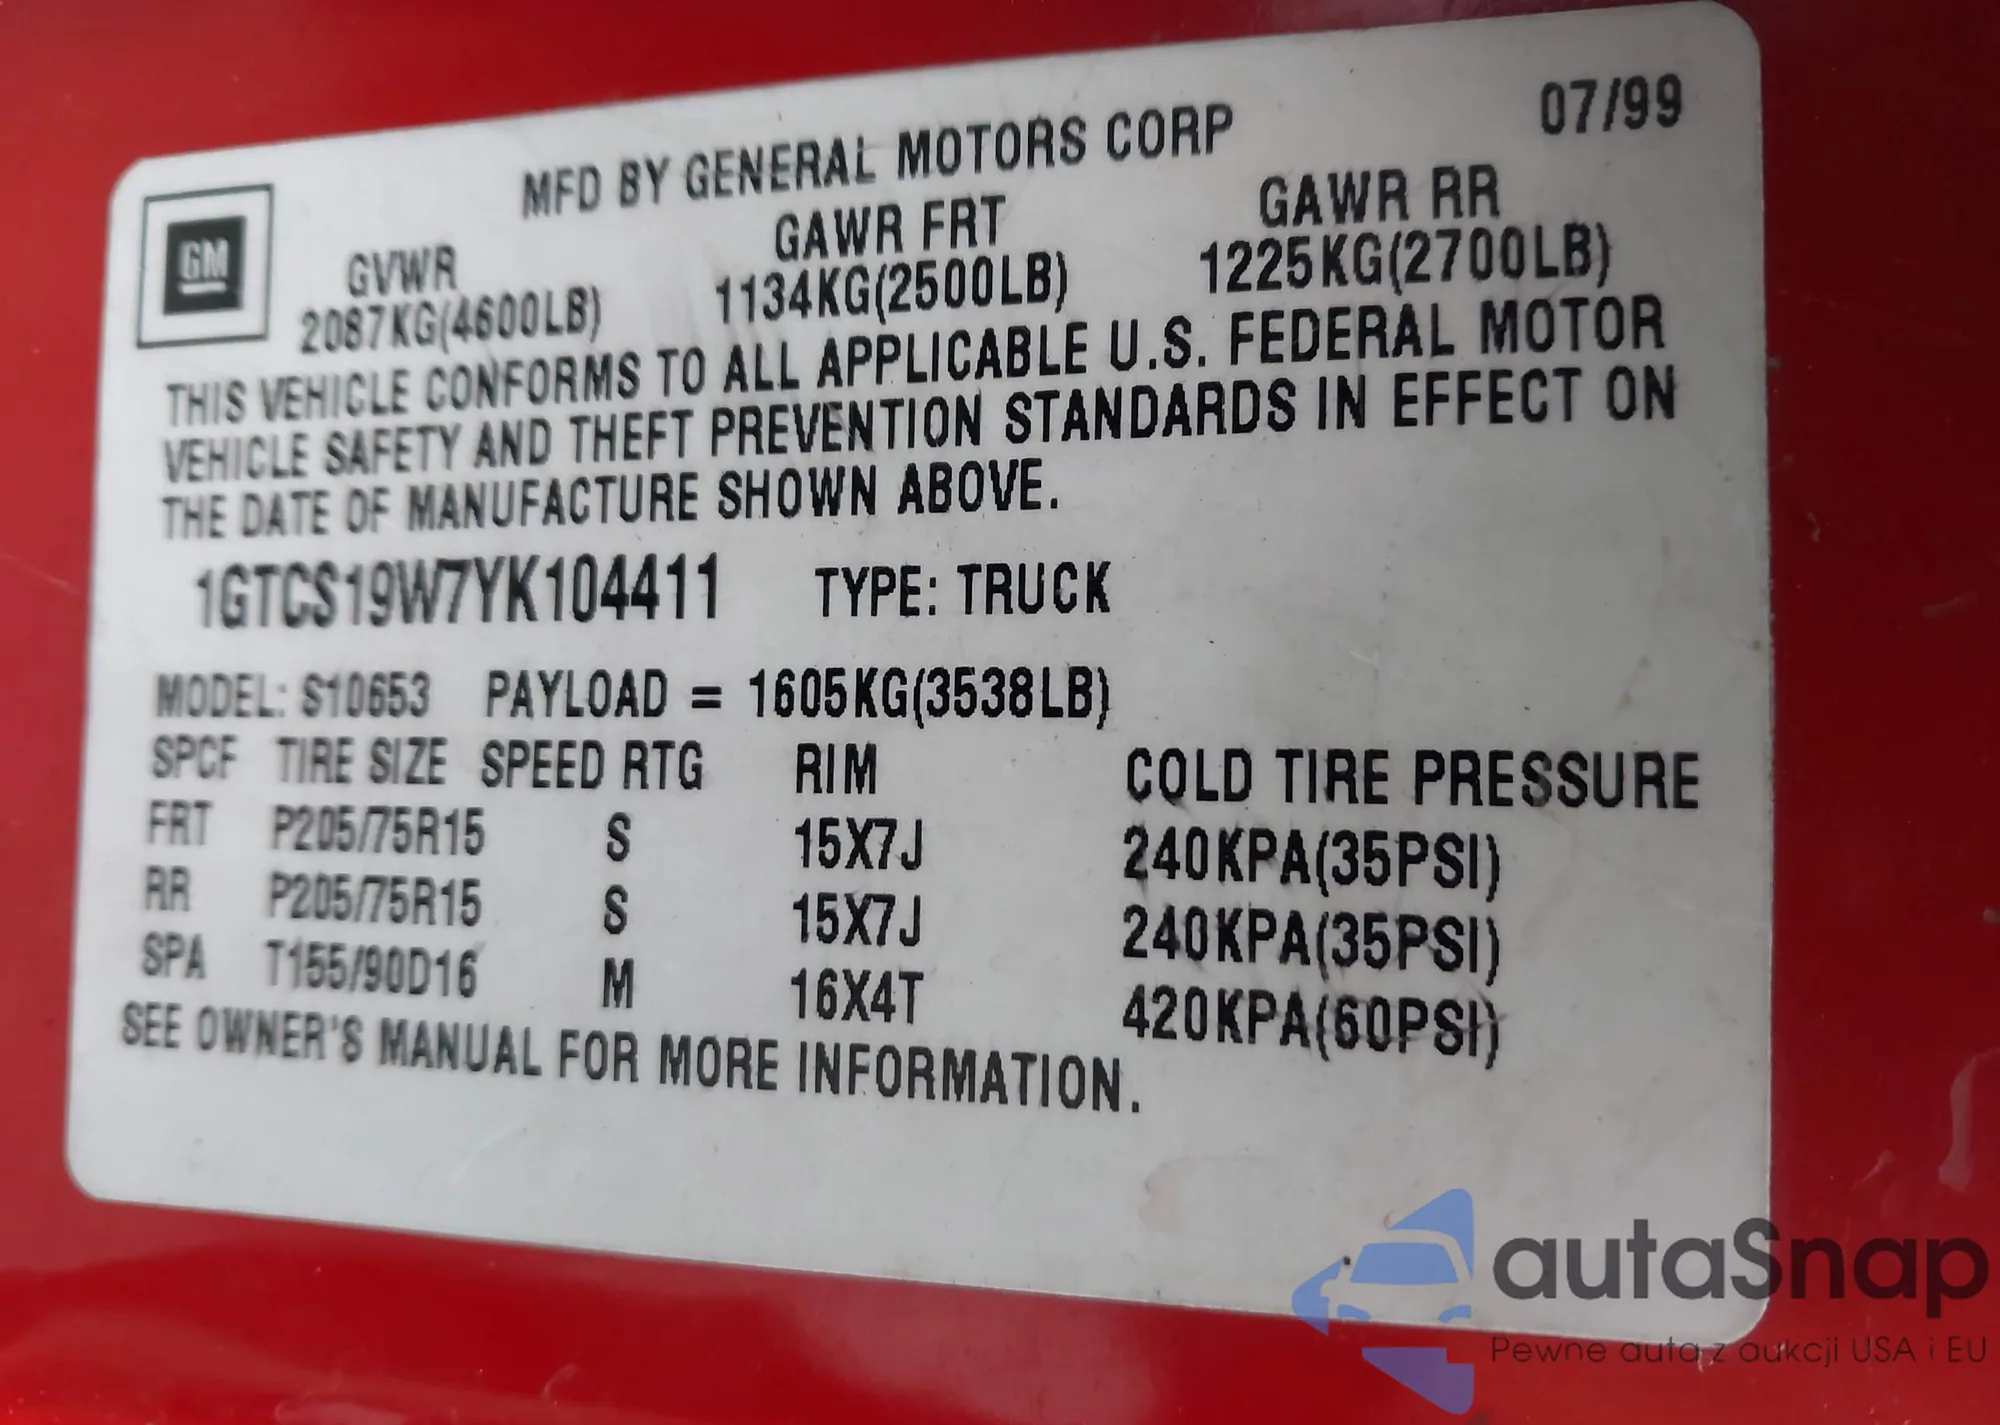 07/99
MFD BY GENERAL MOTORS CORP
GM
GVWR GAWR FRT GAWR RR
2087KG(4600LB) 1134KG(2500LB) 1225KG(2700LB)
THIS VEHICLE CONFORMS TO ALL APPLICABLE U.S. FEDERAL MOTOR
VEHICLE SAFETY AND THEFT PREVENTION STANDARDS IN EFFECT ON
THE DATE OF MANUFACTURE SHOWN ABOVE.
1GTCS19W7YK104411 TYPE: TRUCK
MODEL: S10653 PAYLOAD = 1605KG(3538LB)
SPCF TIRE SIZE SPEED RTG RIM COLD TIRE PRESSURE
FRT P205/75R15 S 15X7J 240KPA(35PSI)
RR P205/75R15 S 15X7J 240KPA(35PSI)
SPA T155/90D16 M 16X4T 420KPA(60PSI)
SEE OWNER'S MANUAL FOR MORE INFORMATION.
autaSnap
Pewne auta z aukcji USA i EU